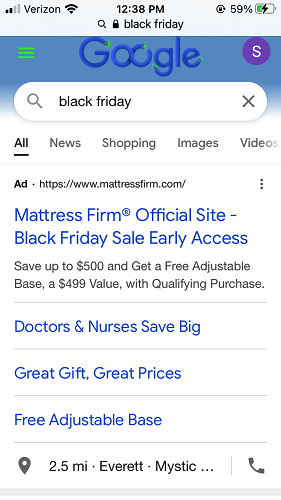 Verizon 12:38 PM 59%
black friday
Google
S
black friday
All News Shopping Images Videos
Ad · https://www.mattressfirm.com/
Mattress Firm® Official Site -
Black Friday Sale Early Access
Save up to $500 and Get a Free Adjustable
Base, a $499 Value, with Qualifying Purchase.
Doctors & Nurses Save Big
Great Gift, Great Prices
Free Adjustable Base
2.5 mi · Everett · Mystic ...